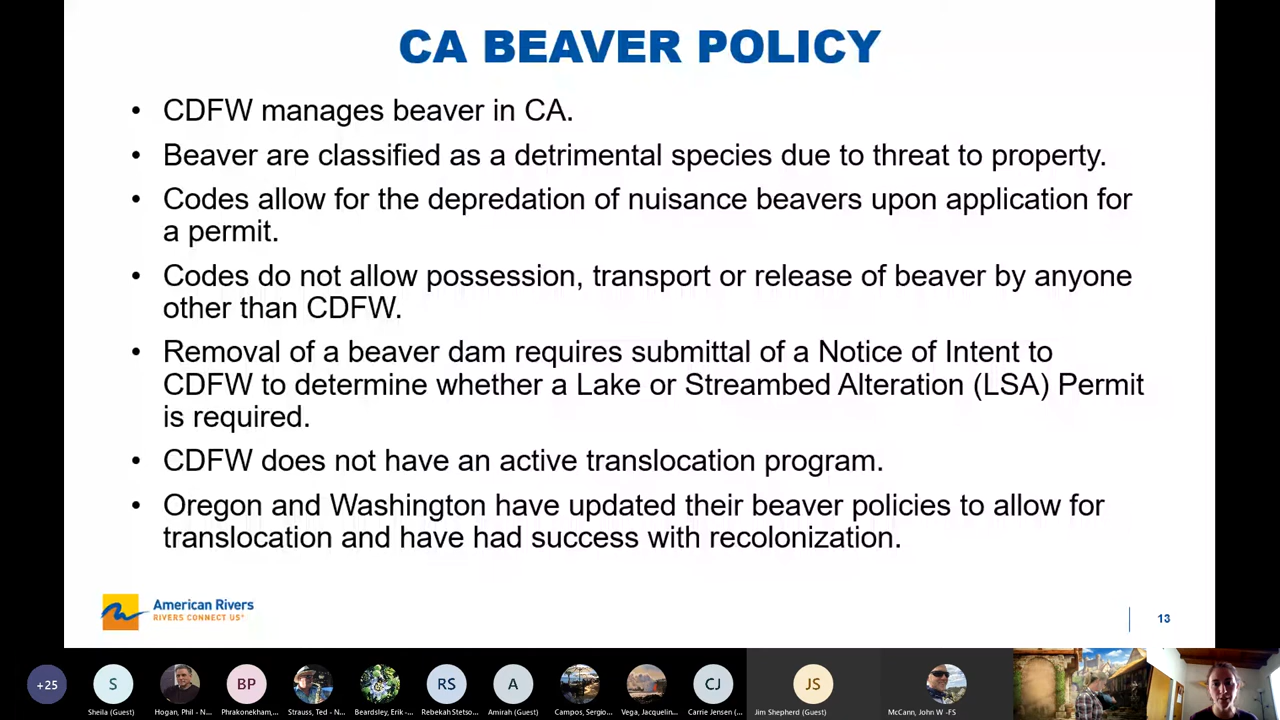 CA BEAVER POLICY
• CDFW manages beaver in CA.
• Beaver are classified as a detrimental species due to threat to property.
• Codes allow for the depredation of nuisance beavers upon application for
a permit.
• Codes do not allow possession, transport or release of beaver by anyone
other than CDFW.
• Removal of a beaver dam requires submittal of a Notice of Intent to
CDFW to determine whether a Lake or Streambed Alteration (LSA) Permit
is required.
• CDFW does not have an active translocation program.
• Oregon and Washington have updated their beaver policies to allow for
translocation and have had success with recolonization.
American Rivers
RIVERS CONNECT US®
13
+25
S
BP
RS
A
CJ
JS
Sheila (Guest)
Hogan, Phil - N...
Phrakonekham,...
Strauss, Ted - N...
Beardsley, Erik -...
Rebekah Stetso...
Amirah (Guest)
Campos, Sergio...
Vega, Jacquelin...
Carrie Jensen (...
Jim Shepherd (Guest)
McCann, John W -FS